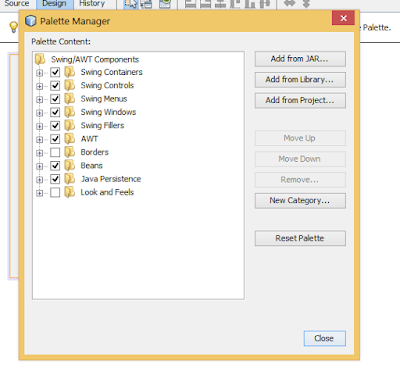 Source Design History
Palette Manager
e Palette.
Palette Content:
Swing/AWT Components
Swing Containers
Swing Controls
Swing Menus
Swing Windows
Swing Fillers
AWT
Borders
Beans
Java Persistence
Look and Feels
Add from JAR...
Add from Library...
Add from Project...
Move Up
Move Down
Remove...
New Category...
Reset Palette
Close